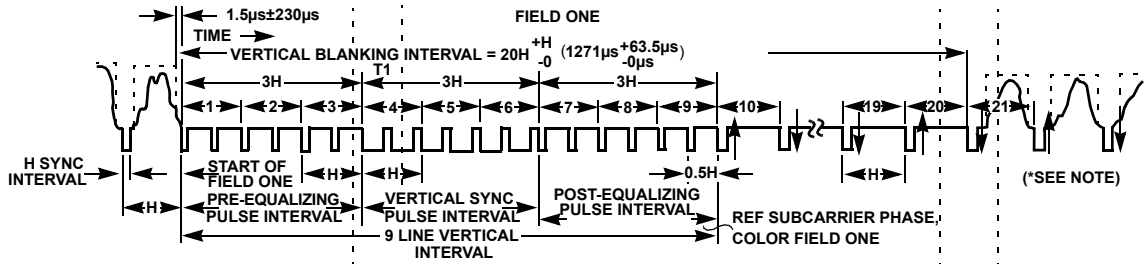 1.5µs±230µs
FIELD ONE
TIME
VERTICAL BLANKING INTERVAL = 20H +H -0 (1271µs +63.5µs -0µs)
T1
3H 3H 3H
1 2 3 4 5 6 7 8 9 10 19 20 21
H SYNC INTERVAL
START OF FIELD ONE
H H 0.5H H
(*SEE NOTE)
H
PRE-EQUALIZING PULSE INTERVAL
VERTICAL SYNC PULSE INTERVAL
POST-EQUALIZING PULSE INTERVAL
REF SUBCARRIER PHASE,
COLOR FIELD ONE
9 LINE VERTICAL
INTERVAL